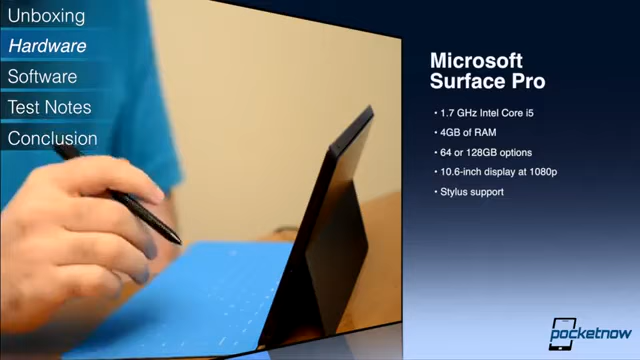 Unboxing
Hardware
Software
Test Notes
Conclusion
Microsoft
Surface Pro
• 1.7 GHz Intel Core i5
• 4GB of RAM
• 64 or 128GB options
• 10.6-inch display at 1080p
• Stylus support
pocketnow